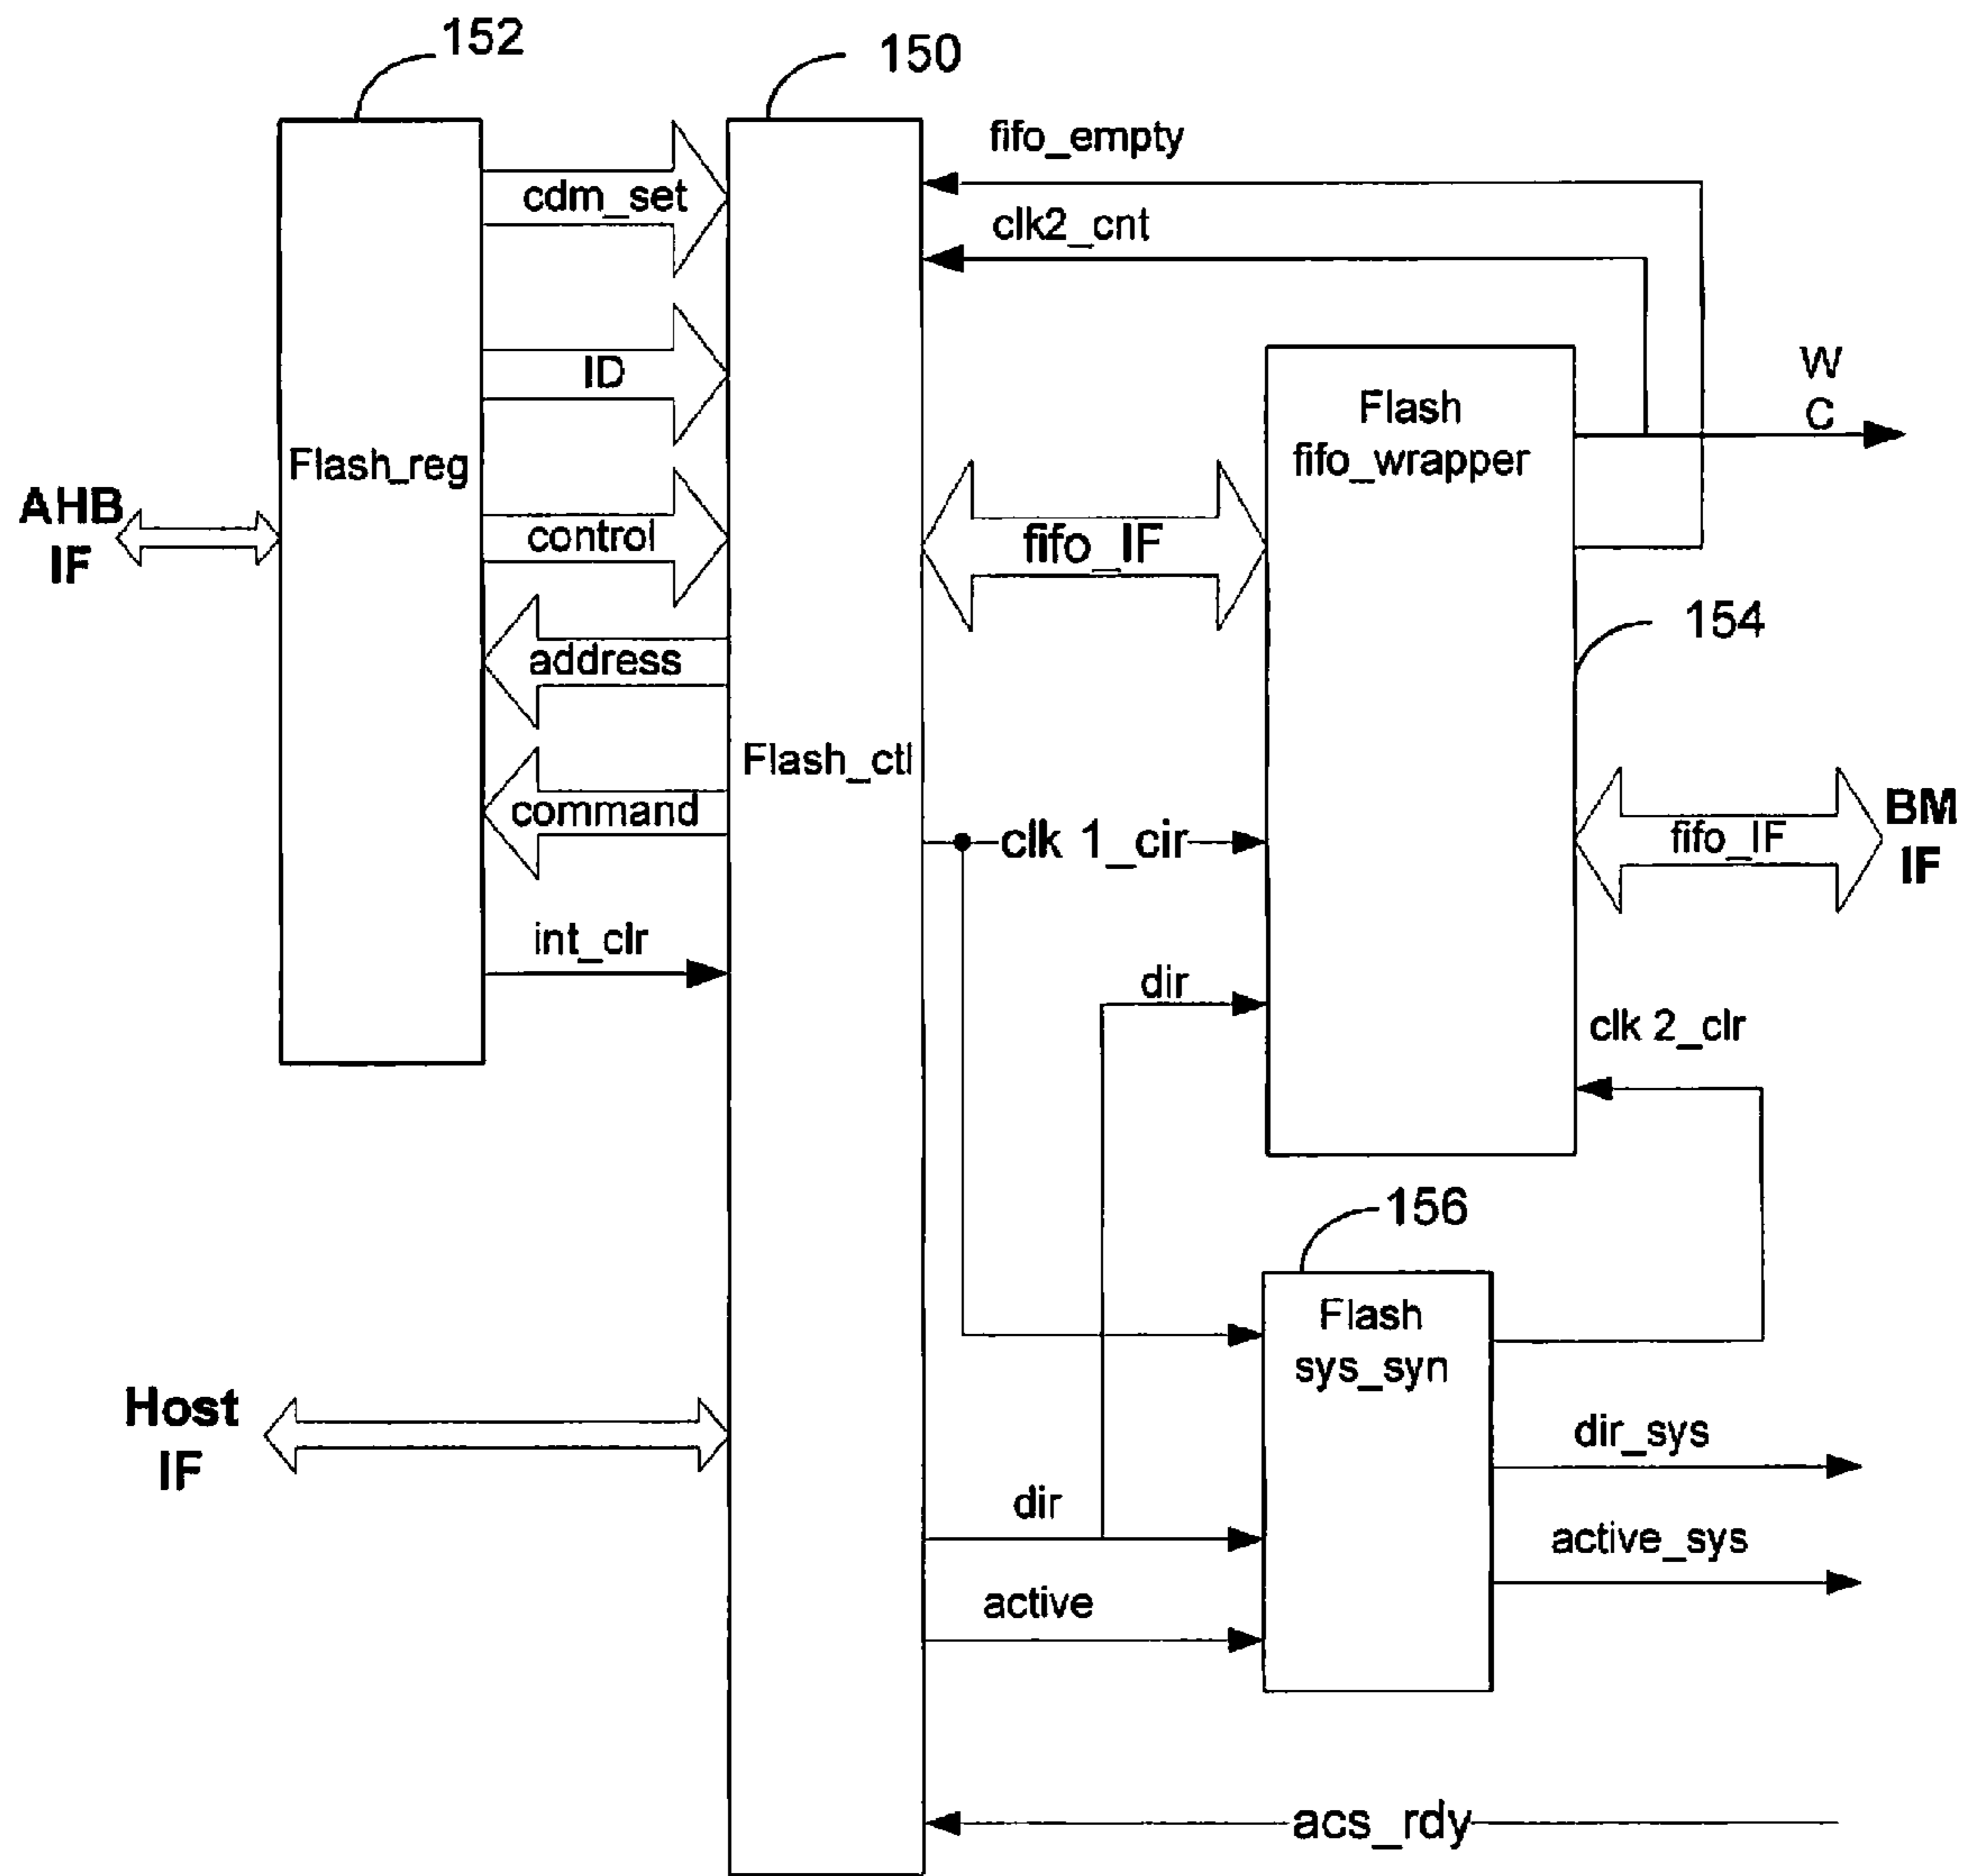 152
150
fifo_empty
cdm_set
clk2_cnt
ID
W
C
Flash
fifo_wrapper
Flash_reg
AHB
IF
control
fifo_IF
154
address
Flash_ctl
command
clk 1_cir
fifo_IF
BM
IF
int_clr
dir
clk 2_clr
156
Flash
sys_syn
Host
IF
dir_sys
dir
active_sys
active
acs_rdy